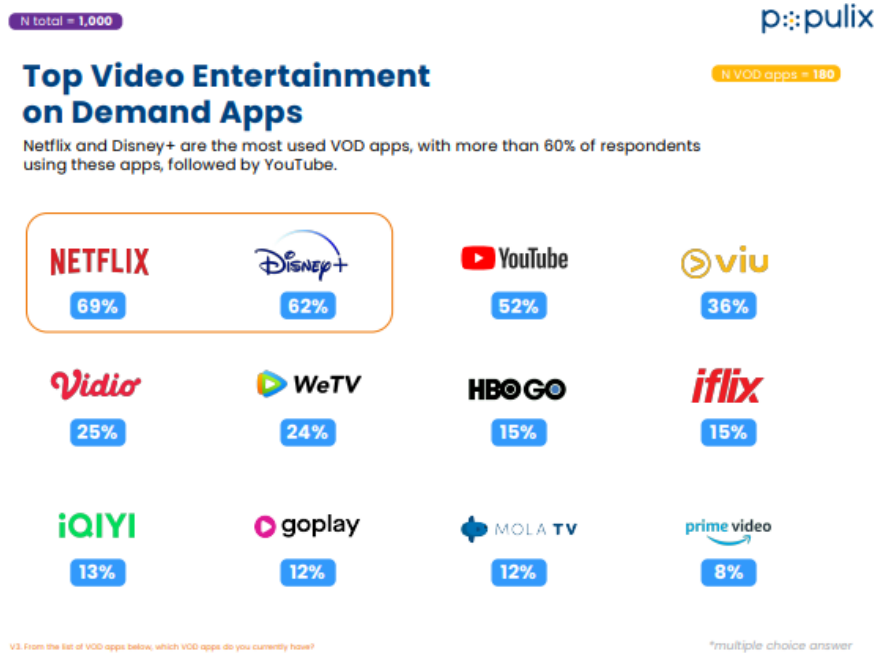 N total = 1,000
populix
Top Video Entertainment
on Demand Apps
N VOD apps = 180
Netflix and Disney+ are the most used VOD apps, with more than 60% of respondents
using these apps, followed by YouTube.
NETFLIX
Disney+
YouTube
viu
69%
62%
52%
36%
Vidio
WeTV
HBO GO
iflix
25%
24%
15%
15%
iQIYI
goplay
MOLA TV
prime video
13%
12%
12%
8%
V3. From the list of VOD apps below, which VOD apps do you currently have?
*multiple choice answer